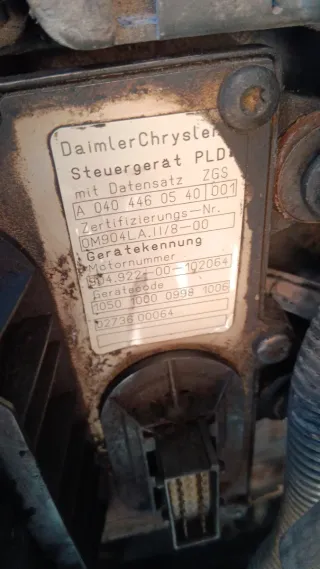 DaimlerChrysler
Steuergerät PLD
mit Datensatz ZGS
A 040 446 05 40 001
Zertifizierungs-Nr.
OM904LA.II/8-00
Gerätekennung
Motornummer
904.922 00-102064
Gerätecode
1050 1000 0998 1006
02736 00064